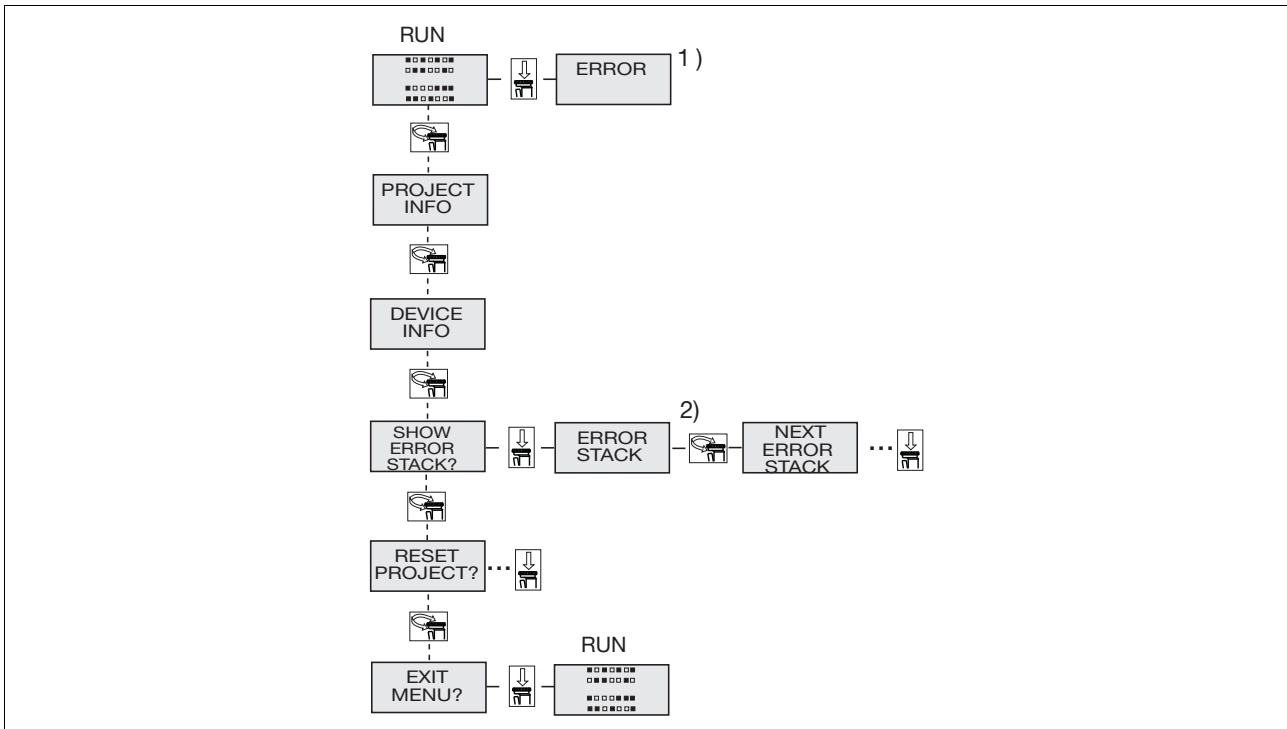 RUN
ERROR
1)
PROJECT
INFO
DEVICE
INFO
SHOW
ERROR
STACK?
ERROR
STACK
2)
NEXT
ERROR
STACK
...
RESET
PROJECT?
...
EXIT
MENU?
RUN